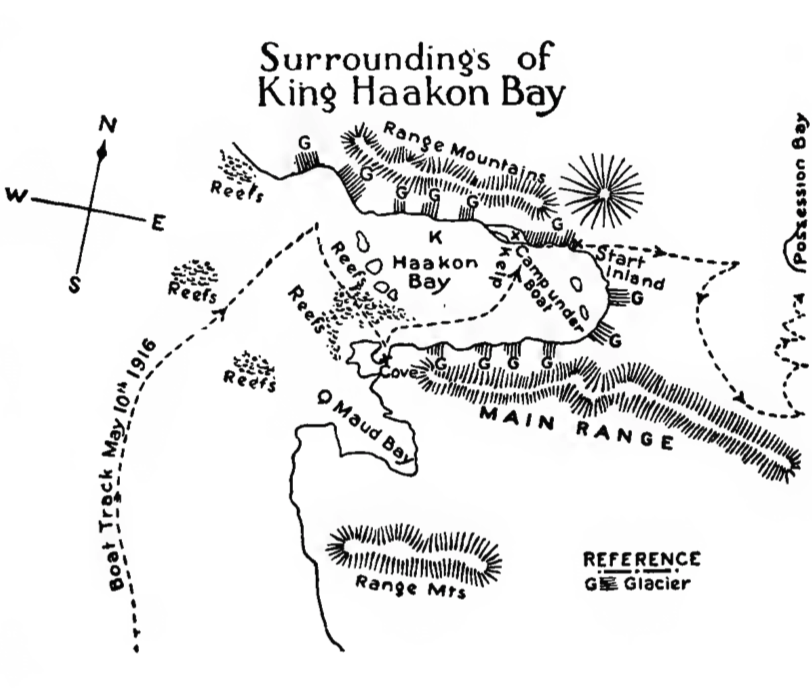 Surroundings of
King Haakon Bay
N
W
E
S
Reefs
G
Range Mountains
G
G
G
G
G
K
Haakon
Bay
Reefs
Reefs
Kelp
Camp under
Boat
Start
Inland
Possession Bay
Reefs
G
G
Reefs
G
G
G
G
Cove
Q Maud Bay
MAIN RANGE
Boat Track May 10th 1916
Range Mts
REFERENCE
G Glacier